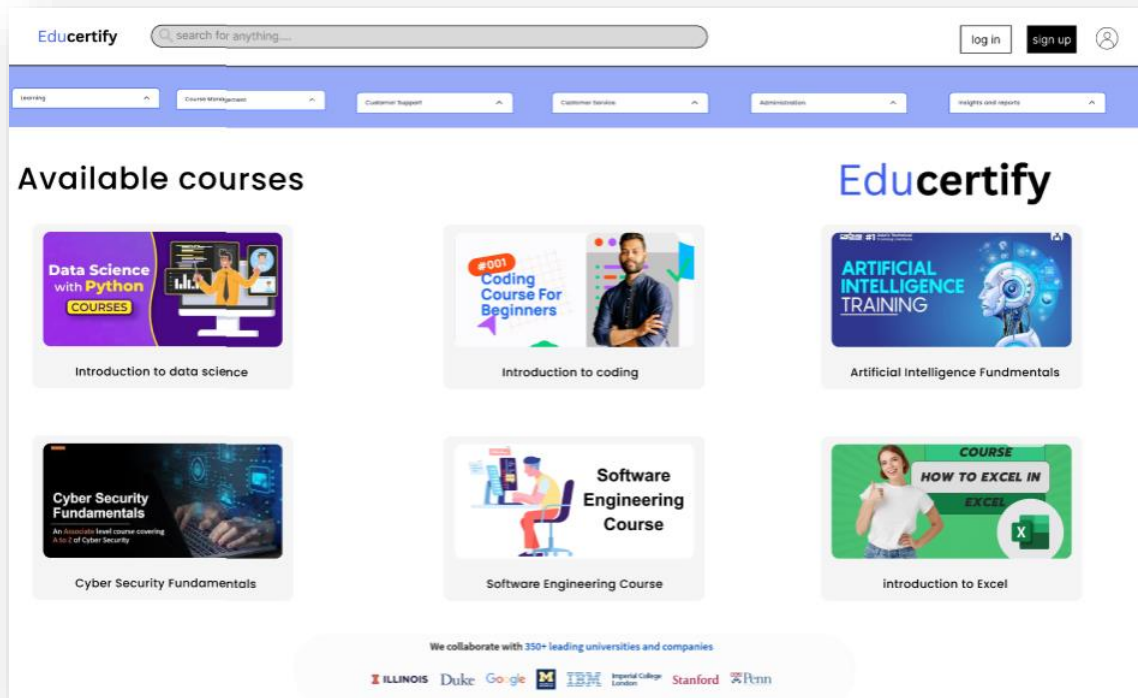 Educertify
search for anything....
log in
sign up
Learning
Course Management
Customer Support
Customer Service
Administration
Insights and reports
Available courses
Educertify
Data Science
with Python
COURSES
Introduction to data science
#001
Coding
Course For
Beginners
Introduction to coding
#1
ARTIFICIAL
INTELLIGENCE
TRAINING
Artificial Intelligence Fundmentals
Cyber Security
Fundamentals
An Associate level course covering
A to Z of Cyber Security
Cyber Security Fundamentals
Software
Engineering
Course
Software Engineering Course
COURSE
HOW TO EXCEL IN
EXCEL
X
introduction to Excel
We collaborate with 350+ leading universities and companies
I ILLINOIS Duke Google M IBM Imperial College London Stanford Penn